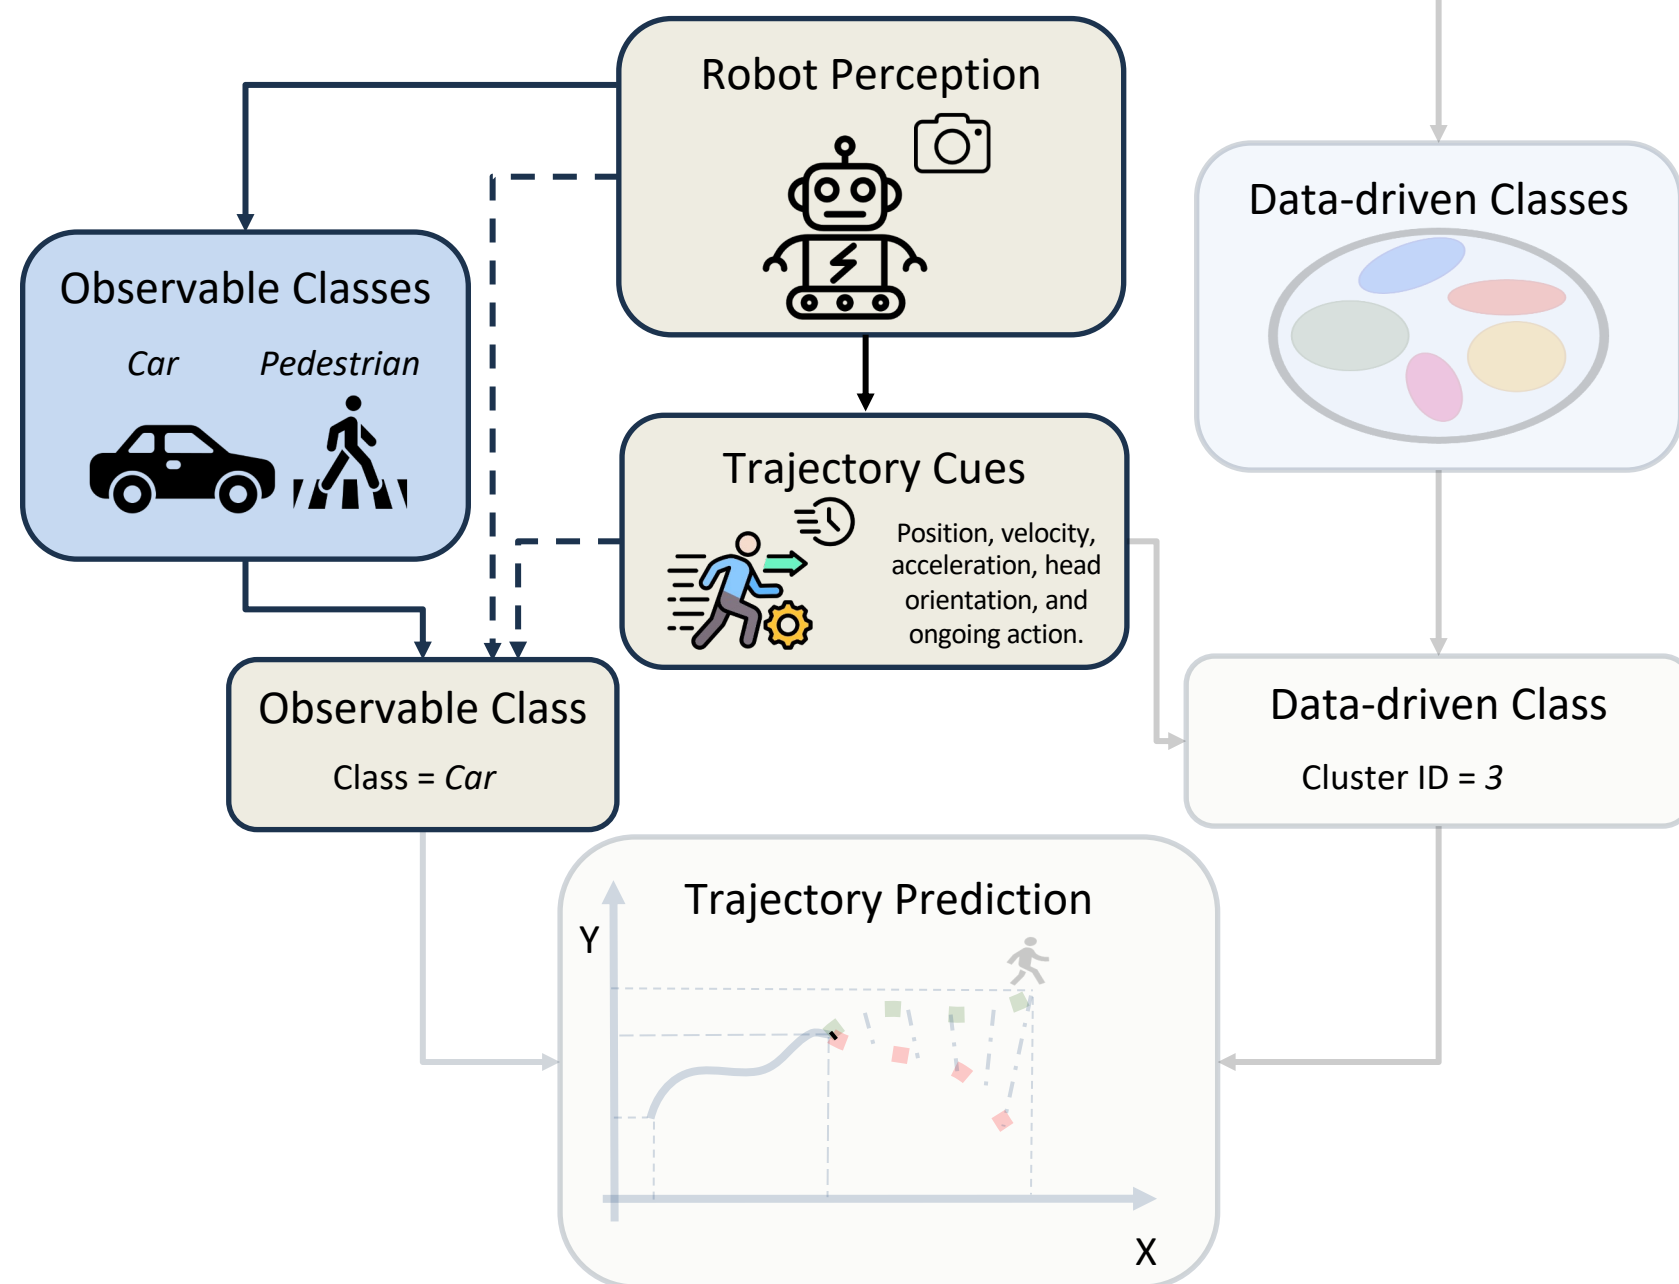 Robot Perception
Data-driven Classes
Observable Classes
Car Pedestrian
Trajectory Cues
Position, velocity,
acceleration, head
orientation, and
ongoing action.
Observable Class
Class = Car
Data-driven Class
Cluster ID = 3
Trajectory Prediction
Y
X